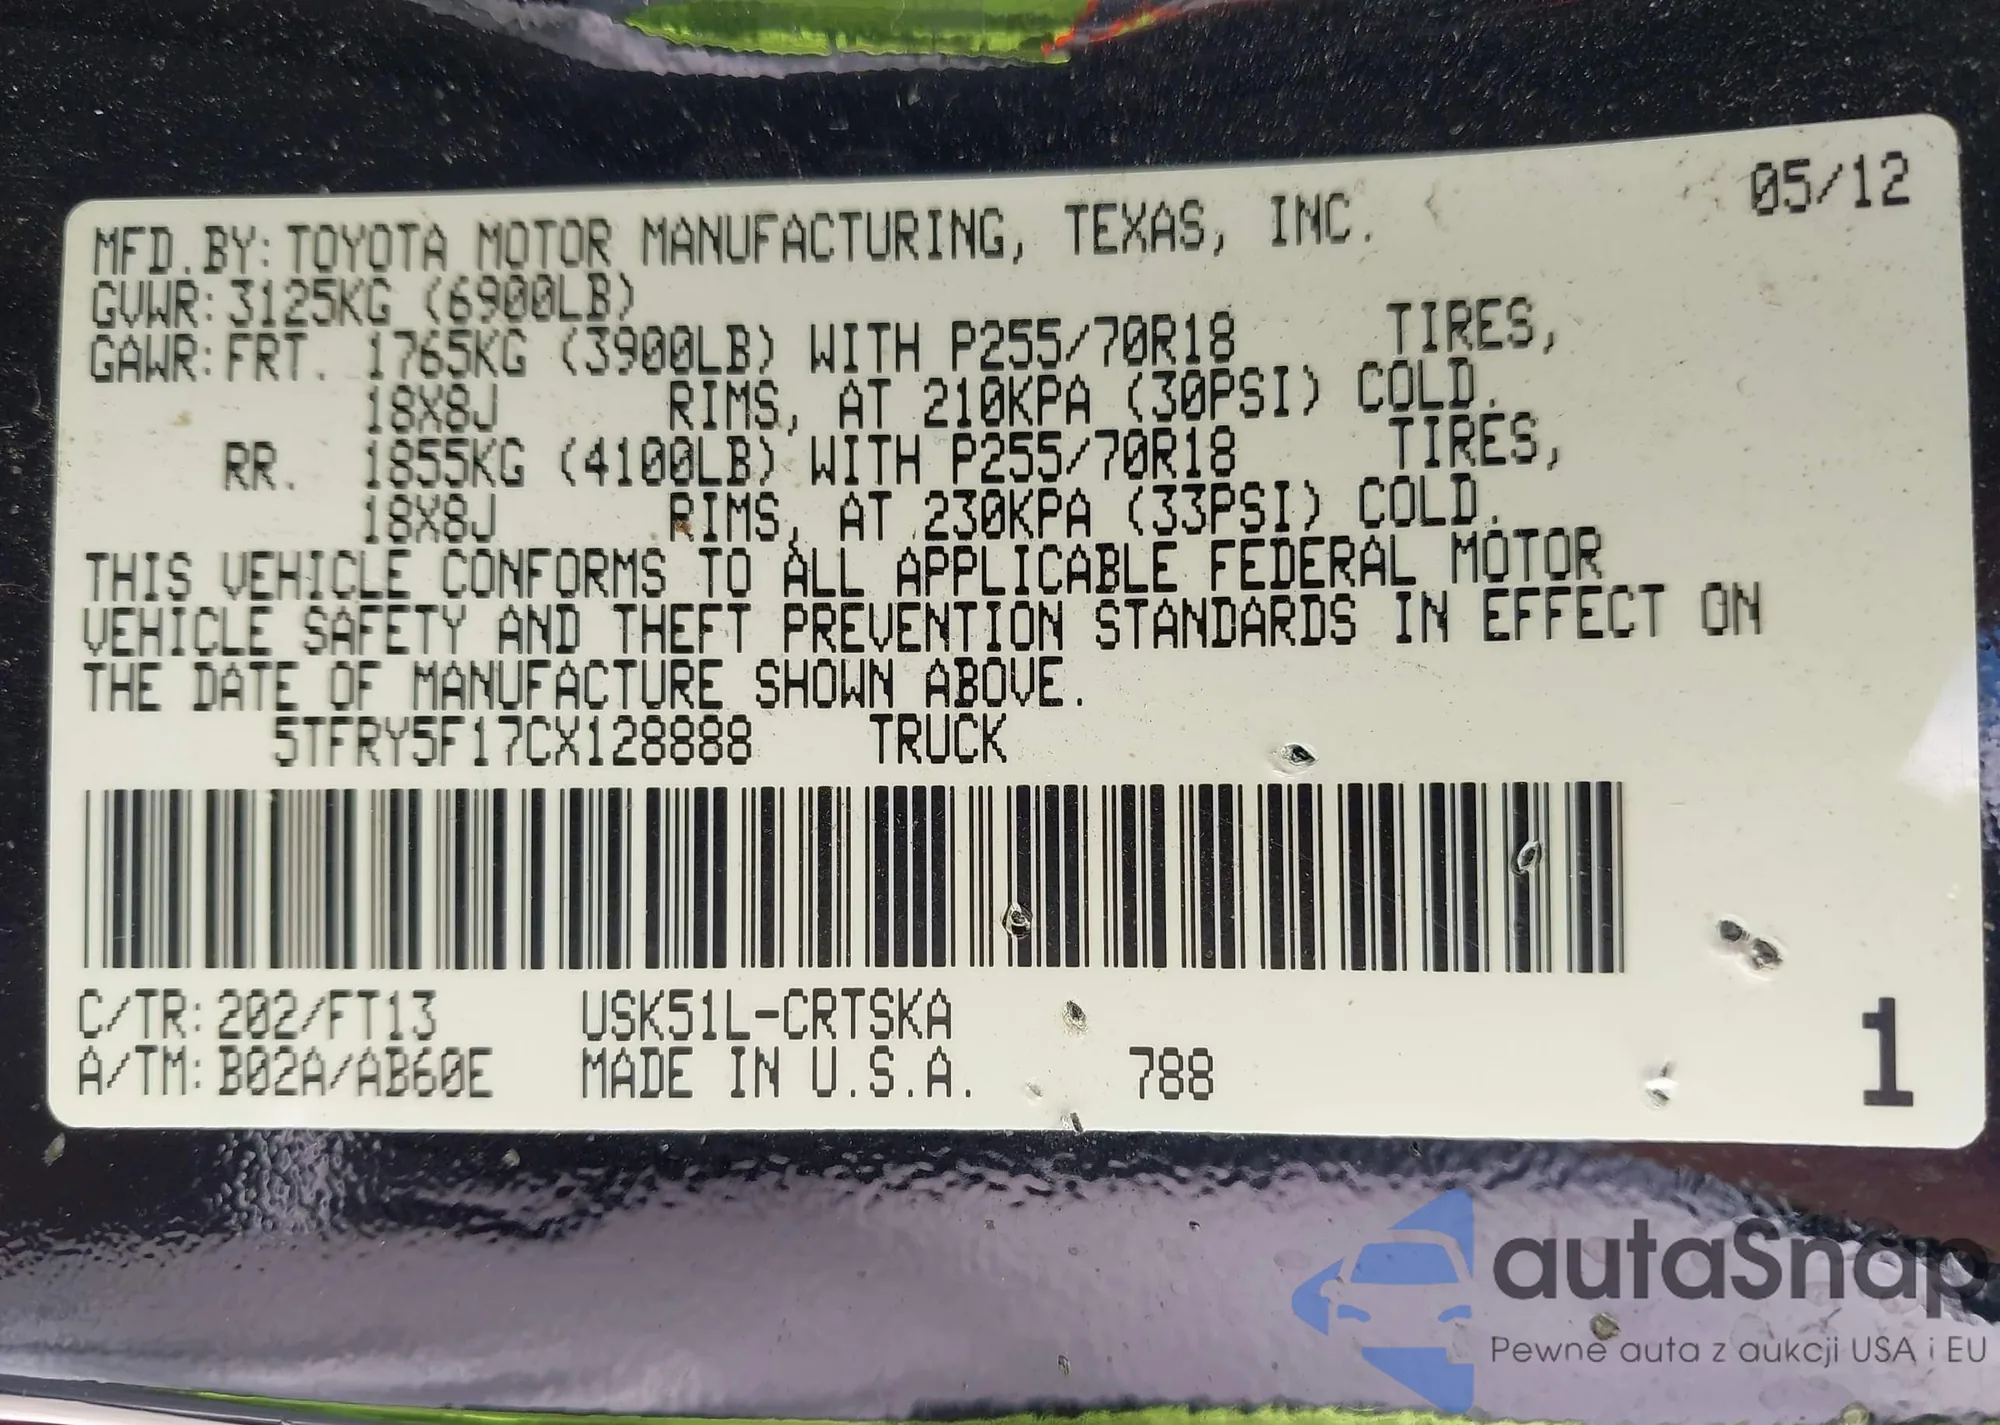 05/12
MFD.BY:TOYOTA MOTOR MANUFACTURING, TEXAS, INC.
GVWR:3125KG (6900LB)
GAWR:FRT. 1765KG (3900LB) WITH P255/70R18 TIRES,
18X8J RIMS, AT 210KPA (30PSI) COLD.
RR. 1855KG (4100LB) WITH P255/70R18 TIRES,
18X8J RIMS, AT 230KPA (33PSI) COLD.
THIS VEHICLE CONFORMS TO ALL APPLICABLE FEDERAL MOTOR
VEHICLE SAFETY AND THEFT PREVENTION STANDARDS IN EFFECT ON
THE DATE OF MANUFACTURE SHOWN ABOVE.
5TFRY5F17CX128888 TRUCK
C/TR:202/FT13 USK51L-CRTSKA
A/TM:B02A/AB60E MADE IN U.S.A. 788
1
autaSnap
Pewne auta z aukcji USA i EU